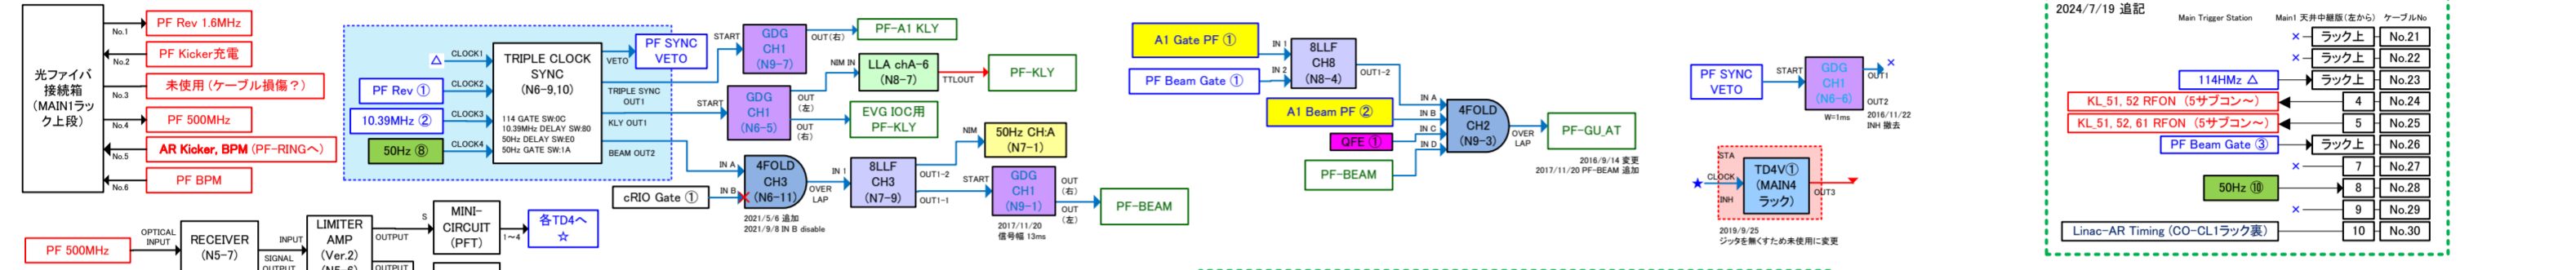 光ファイバ
接続箱
(MAIN1ラッ
ク上段)
No.1
PF Rev 1.6MHz
No.2
PF Kicker充電
No.3
未使用(ケーブル損傷？)
No.4
PF 500MHz
No.5
AR Kicker, BPM (PF-RINGへ)
No.6
PF BPM
PF 500MHz
OPTICAL
INPUT
RECEIVER
(N5-7)
INPUT
SIGNAL
OUTPUT
LIMITER
AMP
(Ver.2)
(N5-6)
S
OUTPUT
OUTPUT
MINI-
CIRCUIT
(PFT)
1~4
各TD4へ
☆
△
CLOCK1
PF Rev ①
CLOCK2
10.39MHz ②
CLOCK3
50Hz ⑧
CLOCK4
TRIPLE CLOCK
SYNC
(N6-9,10)
114 GATE SW:0C
10.39MHz DELAY SW:80
50Hz DELAY SW:E0
50Hz GATE SW:1A
VETO
TRIPLE SYNC
OUT1
KLY OUT1
BEAM OUT2
PF SYNC
VETO
START
GDG
CH1
(N9-7)
OUT(右)
PF-A1 KLY
START
GDG
CH1
(N6-5)
OUT
(左)
OUT
(右)
NIM IN
LLA chA-6
(N8-7)
TTLOUT
PF-KLY
EVG IOC用
PF-KLY
cRIO Gate ①
IN A
IN B
4FOLD
CH3
(N6-11)
OVER
LAP
2021/5/6 追加
2021/9/8 IN B disable
IN 1
8LLF
CH3
(N7-9)
OUT1-2
OUT1-1
NIM
50Hz CH:A
(N7-1)
START
GDG
CH1
(N9-1)
OUT
(右)
OUT
(左)
2017/11/20
信号幅 13ms
PF-BEAM
A1 Gate PF ①
PF Beam Gate ①
IN 1
IN 2
8LLF
CH8
(N8-4)
OUT1-2
A1 Beam PF ②
QFE ①
PF-BEAM
IN A
IN B
IN C
IN D
4FOLD
CH2
(N9-3)
OVER
LAP
PF-GU_AT
2016/9/14 変更
2017/11/20 PF-BEAM 追加
PF SYNC
VETO
START
GDG
CH1
(N6-6)
W=1ms
×
OUT1
OUT2
2016/11/22
INH 撤去
★
STA
CLOCK
INH
TD4V①
(MAIN4
ラック)
OUT3
2019/9/25
ジッタを無くすため未使用に変更
2024/7/19 追記
Main Trigger Station
Main1 天井中継版(左から)
ケーブルNo
× ラック上 No.21
× ラック上 No.22
114HMz △ ラック上 No.23
KL_51, 52 RFON (5サブコン～) 4 No.24
KL_51, 52, 61 RFON (5サブコン～) 5 No.25
PF Beam Gate ③ ラック上 No.26
× 7 No.27
50Hz ⑩ 8 No.28
× 9 No.29
Linac-AR Timing (CO-CL1ラック裏) 10 No.30